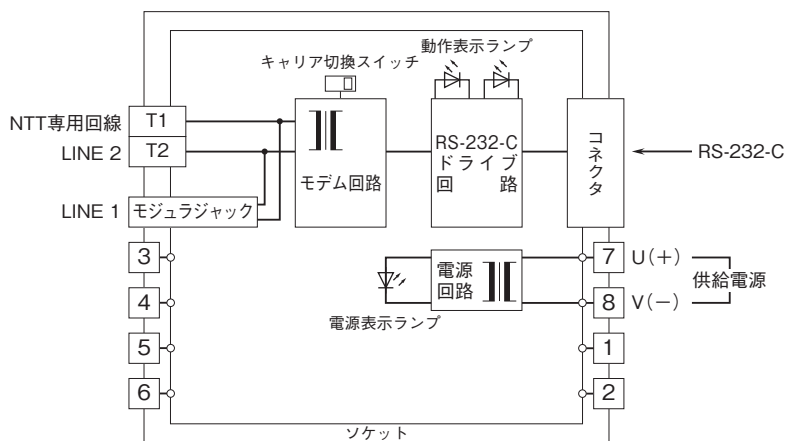 動作表示ランプ
キャリア切換スイッチ
NTT専用回線
T1
LINE 2
T2
LINE 1
モジュラジャック
モデム回路
RS-232-C
ドライブ
回　　路
コネクタ
RS-232-C
3
4
5
6
電源
回路
電源表示ランプ
7
U(+)
8
V(−)
供給電源
1
2
ソケット